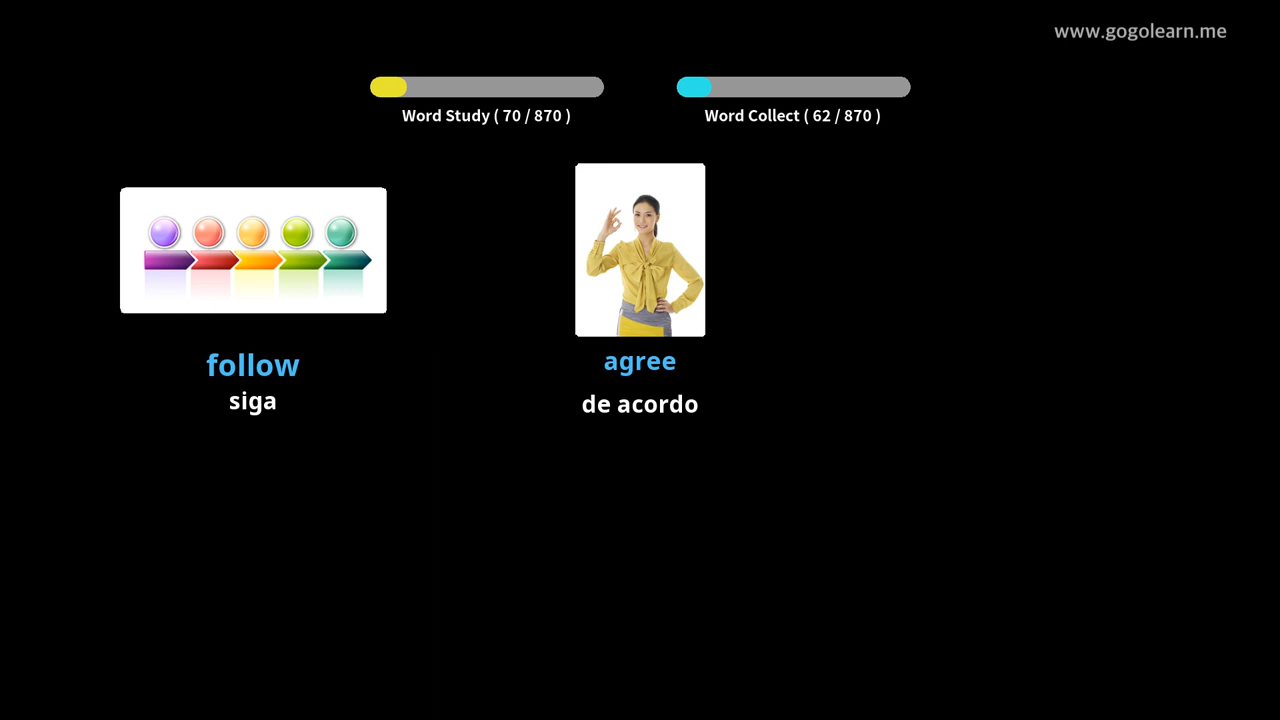 www.gogolearn.me
Word Study ( 70 / 870 )
Word Collect ( 62 / 870 )
follow
siga
agree
de acordo